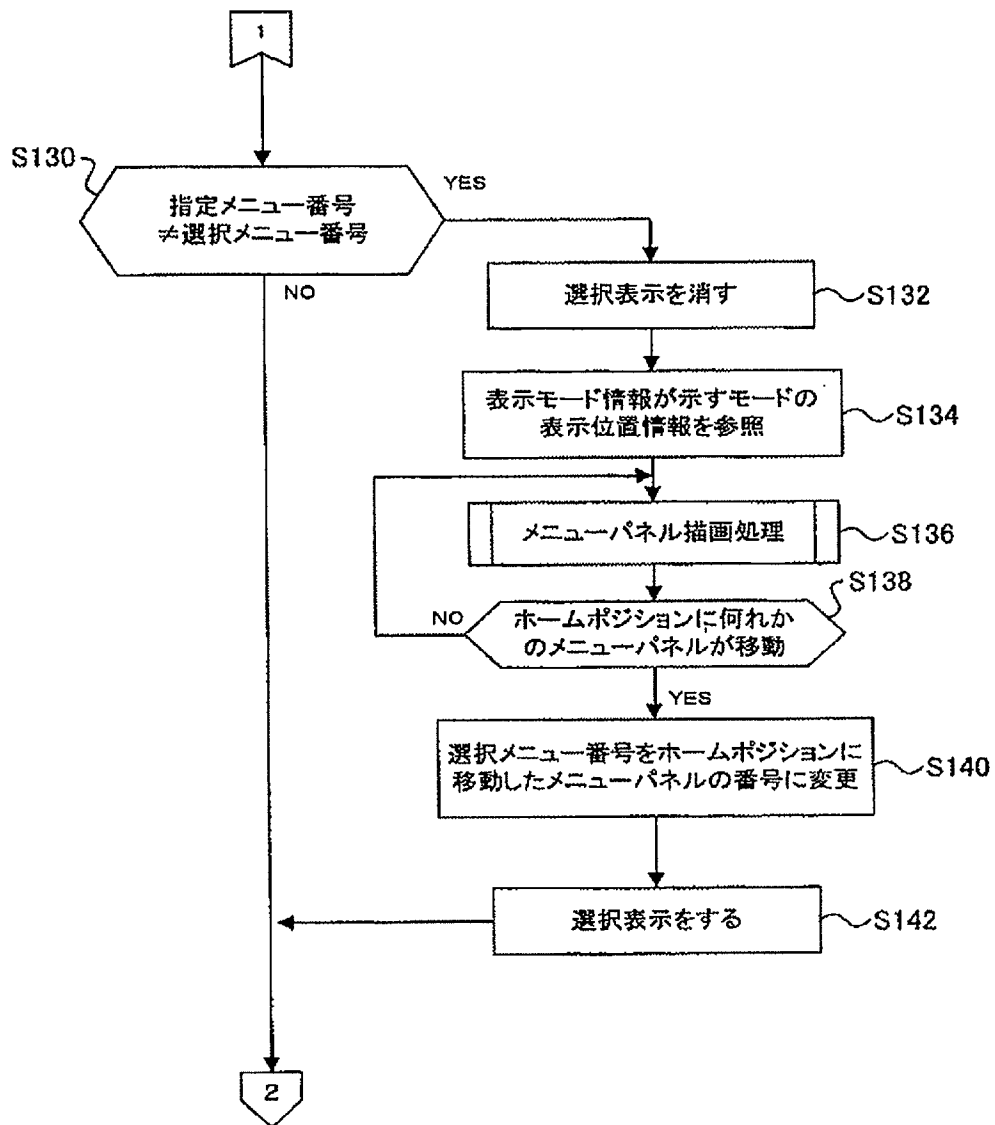 1
S130
指定メニュー番号
≠選択メニュー番号
YES
NO
選択表示を消す
S132
表示モード情報が示すモードの
表示位置情報を参照
S134
メニューパネル描画処理
S136
S138
NO
ホームポジションに何れか
のメニューパネルが移動
YES
選択メニュー番号をホームポジションに
移動したメニューパネルの番号に変更
S140
選択表示をする
S142
2